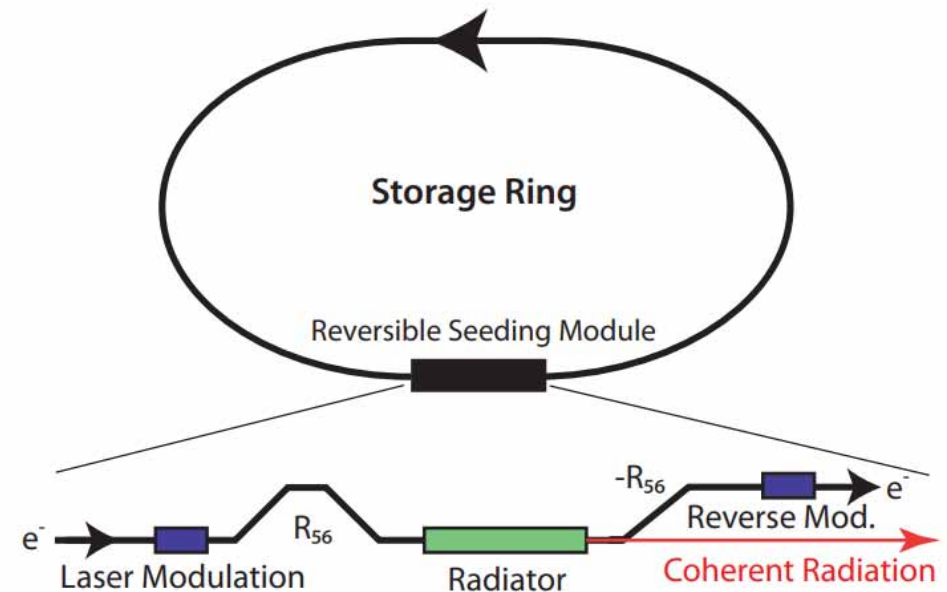 Storage Ring
Reversible Seeding Module
e⁻
Laser Modulation
R₅₆
Radiator
-R₅₆
Reverse Mod.
e⁻
Coherent Radiation